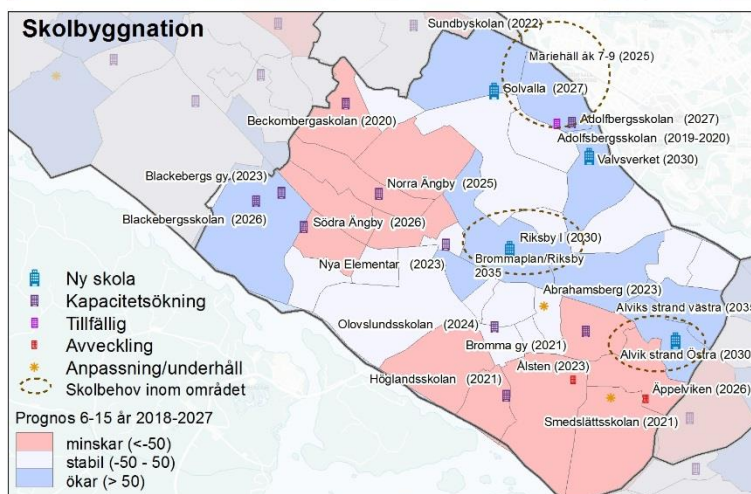 Skolbyggnation
Sundbyskolan (2022)
Mariehäll åk 7-9 (2025)
Solvalla (2027)
Beckombergaskolan (2020)
Adolfbergsskolan (2027)
Adolfsbergsskolan (2019-2020)
Valsverket (2030)
Blackebergs gy. (2023)
Norra Ängby (2025)
Blackebergsskolan (2026)
Södra Ängby (2026)
Riksby I (2030)
Brommaplan/Riksby
2035
Nya Elementar (2023)
Abrahamsberg (2023)
Alviks strand västra (2035
Olovslundsskolan (2024)
Bromma gy (2021)
Alvik strand Östra (2030)
Ålsten (2023)
Höglandsskolan (2021)
Äppelviken (2026)
Smedslättsskolan (2021)
Ny skola
Kapacitetsökning
Tillfällig
Avveckling
Anpassning/underhåll
Skolbehov inom området
Prognos 6-15 år 2018-2027
minskar (<-50)
stabil (-50 - 50)
ökar (> 50)